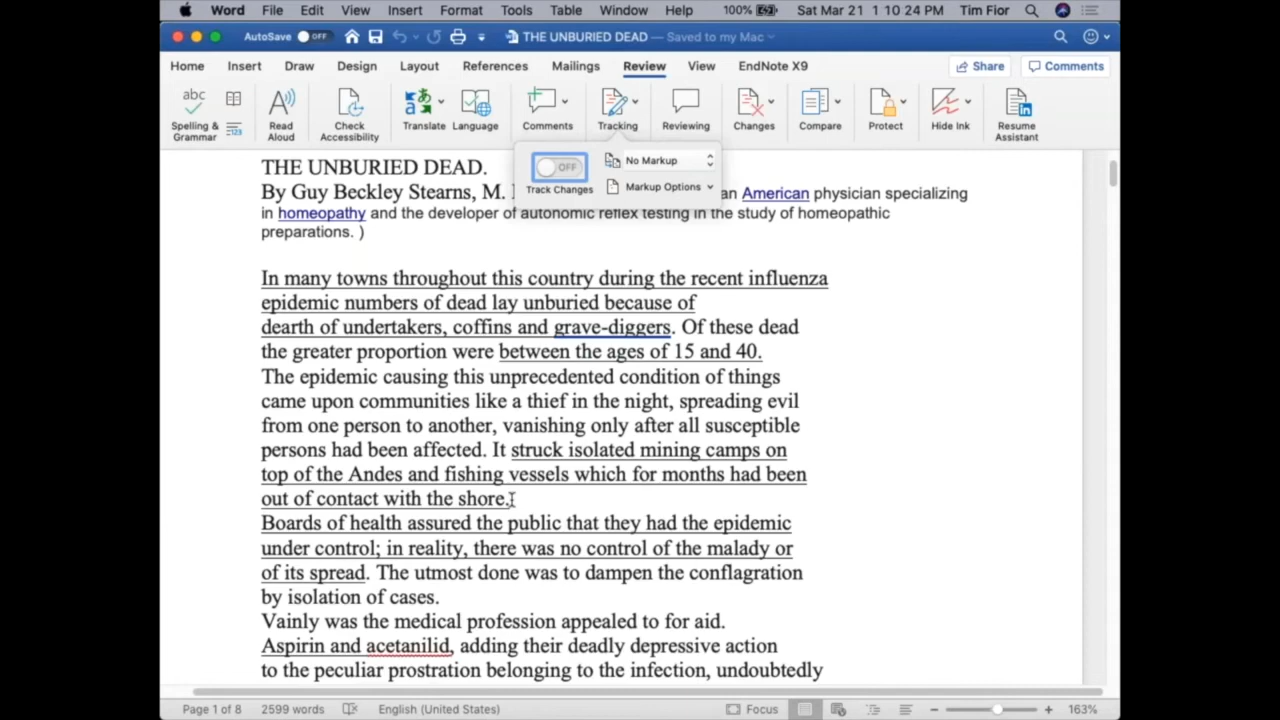 Word File Edit View Insert Format Tools Table Window Help 100% Sat Mar 21 1 10 24 PM Tim Fior
AutoSave OFF THE UNBURIED DEAD — Saved to my Mac
Home Insert Draw Design Layout References Mailings Review View EndNote X9 Share Comments
Spelling & Grammar Read Aloud Check Accessibility Translate Language Comments Tracking Reviewing Changes Compare Protect Hide Ink Resume Assistant
OFF No Markup
Track Changes Markup Options
THE UNBURIED DEAD.
By Guy Beckley Stearns, M. an American physician specializing
in homeopathy and the developer of autonomic reflex testing in the study of homeopathic
preparations. )
In many towns throughout this country during the recent influenza
epidemic numbers of dead lay unburied because of
dearth of undertakers, coffins and grave-diggers. Of these dead
the greater proportion were between the ages of 15 and 40.
The epidemic causing this unprecedented condition of things
came upon communities like a thief in the night, spreading evil
from one person to another, vanishing only after all susceptible
persons had been affected. It struck isolated mining camps on
top of the Andes and fishing vessels which for months had been
out of contact with the shore.
Boards of health assured the public that they had the epidemic
under control; in reality, there was no control of the malady or
of its spread. The utmost done was to dampen the conflagration
by isolation of cases.
Vainly was the medical profession appealed to for aid.
Aspirin and acetanilid, adding their deadly depressive action
to the peculiar prostration belonging to the infection, undoubtedly
Page 1 of 8 2599 words English (United States) Focus 163%